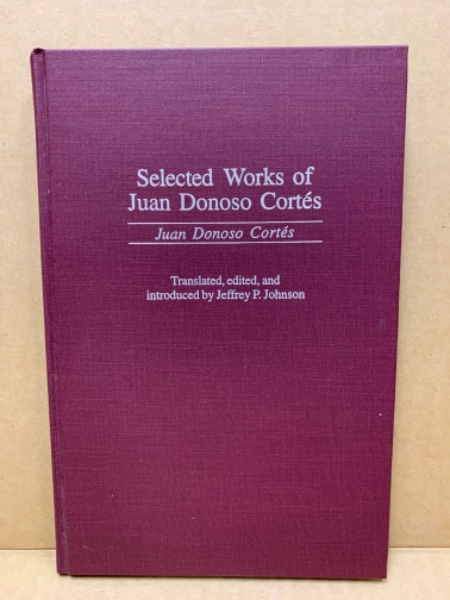 Selected Works of
Juan Donoso Cortés
Juan Donoso Cortés
Translated, edited, and
introduced by Jeffrey P. Johnson